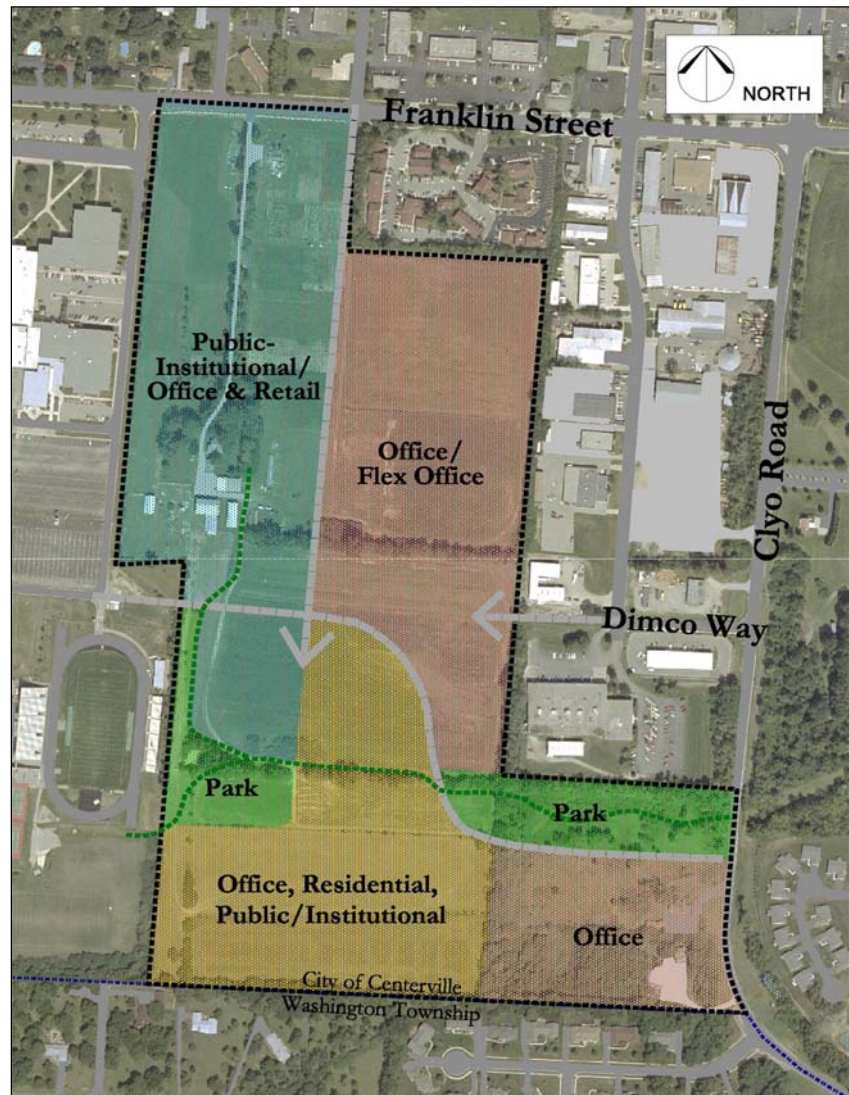 NORTH
Franklin Street
Public-
Institutional/
Office & Retail
Office/
Flex Office
Clyo Road
Dimco Way
Park
Park
Office, Residential,
Public/Institutional
Office
City of Centerville
Washington Township